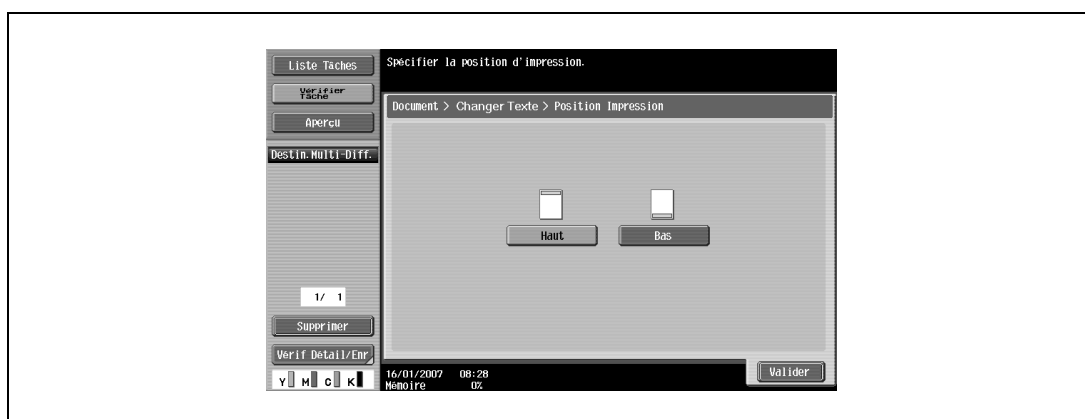 Liste Tâches
Vérifier
Tâche
Aperçu
Destin.Multi-Diff.
1/ 1
Supprimer
Vérif Détail/Enr
Y M C K
Spécifier la position d'impression.
Document > Changer Texte > Position Impression
Haut
Bas
16/01/2007 08:28
Mémoire 0%
Valider